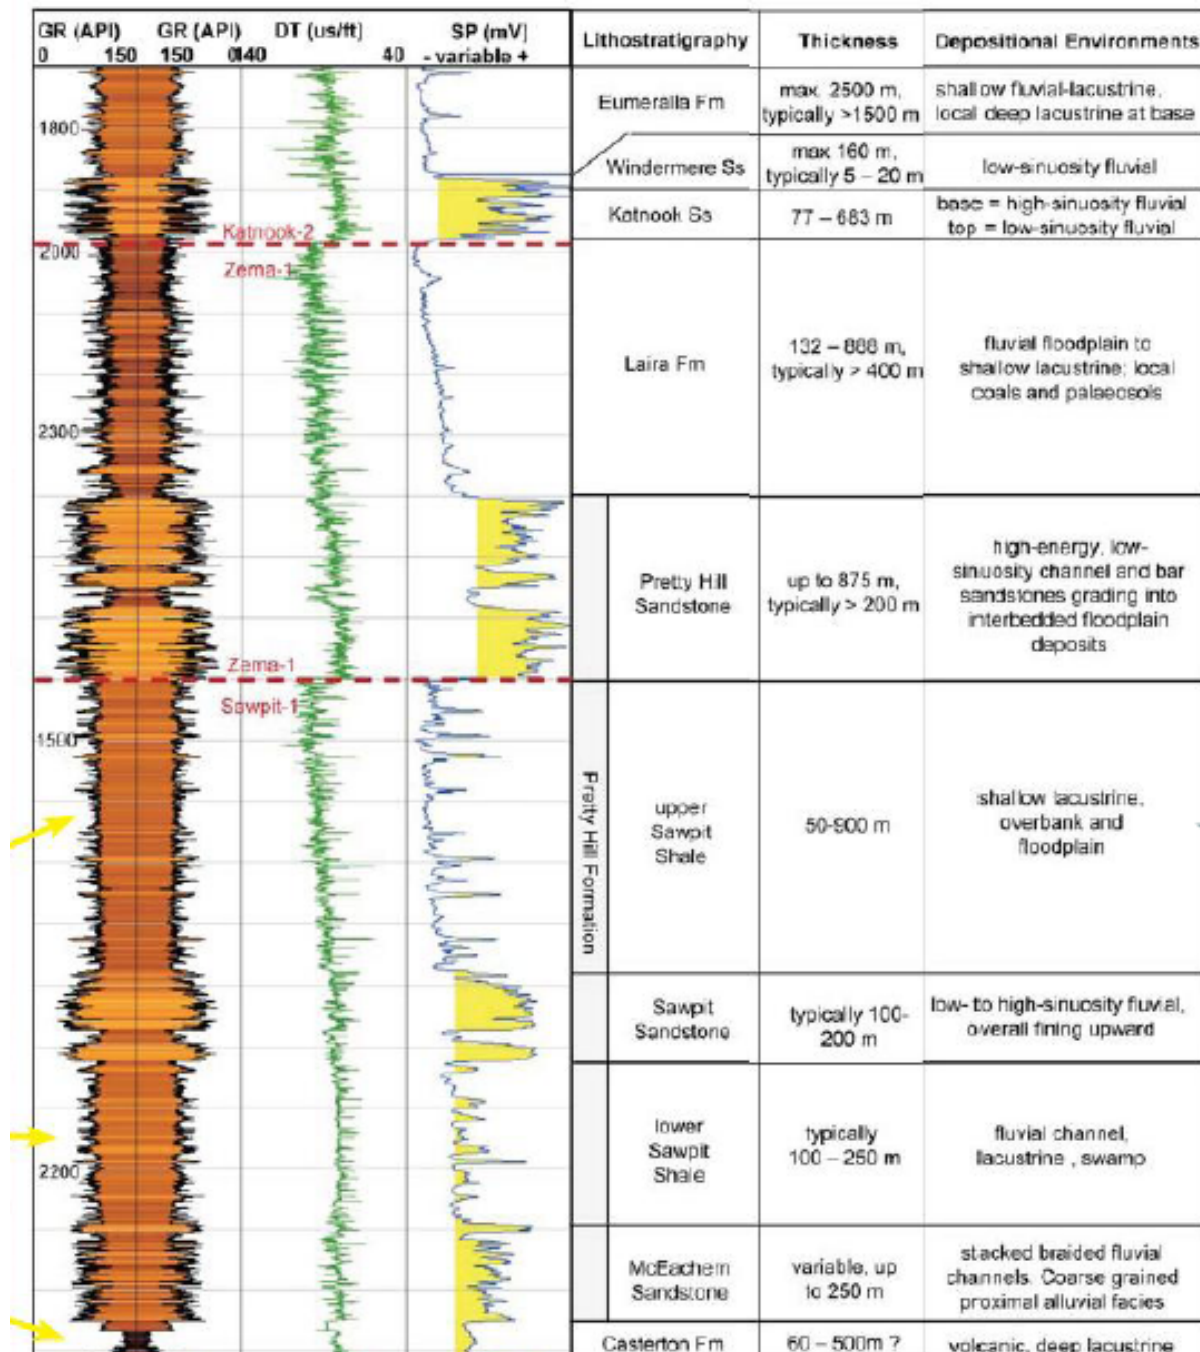 GR (API) GR (API) DT (us/ft) SP (mV)
0 150 150 0 140 40 - variable +
Lithostratigraphy Thickness Depositional Environments
1800
2000
2300
1500
2200
Katnook-2
Zema-1
Zema-1
Sawpit-1
Eumeralla Fm
max. 2500 m,
typically >1500 m
shallow fluvial-lacustrine,
local deep lacustrine at base
Windermere Ss
max 160 m,
typically 5 – 20 m
low-sinuosity fluvial
Katnook Ss
77 – 683 m
base = high-sinuosity fluvial
top = low-sinuosity fluvial
Laira Fm
132 – 888 m,
typically > 400 m
fluvial floodplain to
shallow lacustrine; local
coals and palaeosols
Pretty Hill Formation
Pretty Hill
Sandstone
up to 875 m,
typically > 200 m
high-energy, low-
sinuosity channel and bar
sandstones grading into
interbedded floodplain
deposits
upper
Sawpit
Shale
50-900 m
shallow lacustrine,
overbank and
floodplain
Sawpit
Sandstone
typically 100-
200 m
low- to high-sinuosity fluvial,
overall fining upward
lower
Sawpit
Shale
typically
100 – 250 m
fluvial channel,
lacustrine , swamp
McEachern
Sandstone
variable, up
to 250 m
stacked braided fluvial
channels. Coarse grained
proximal alluvial facies
Casterton Fm
60 – 500m ?
volcanic, deep lacustrine